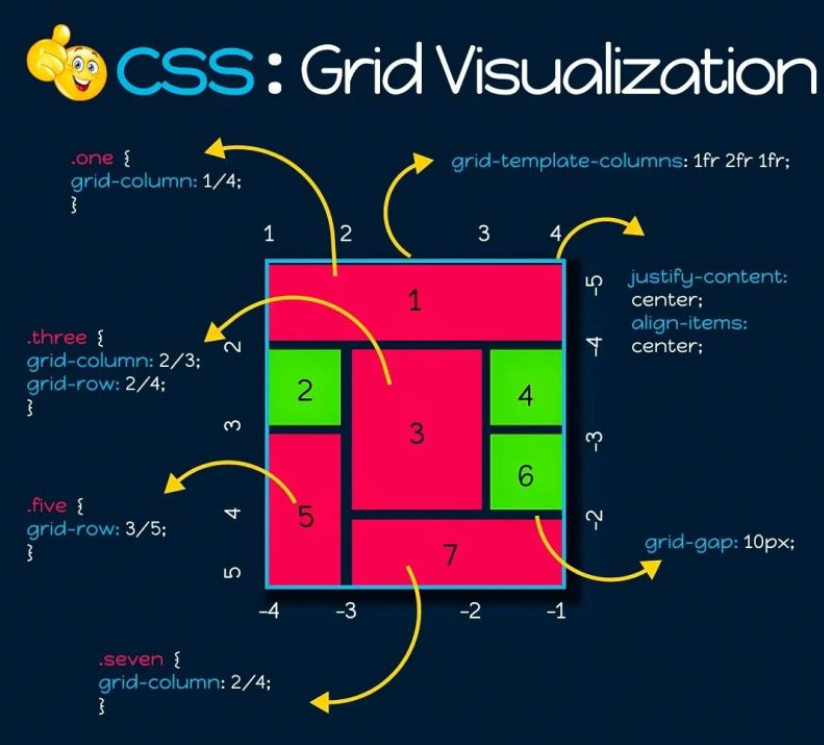 CSS : Grid Visualization
.one {
grid-column: 1/4;
}
grid-template-columns: 1fr 2fr 1fr;
1 2 3 4
justify-content:
center;
align-items:
center;
.three {
grid-column: 2/3;
grid-row: 2/4;
}
2
3
4
5
-5
-4
-3
-2
1
2
3
4
5
6
7
.five {
grid-row: 3/5;
}
grid-gap: 10px;
-4 -3 -2 -1
.seven {
grid-column: 2/4;
}